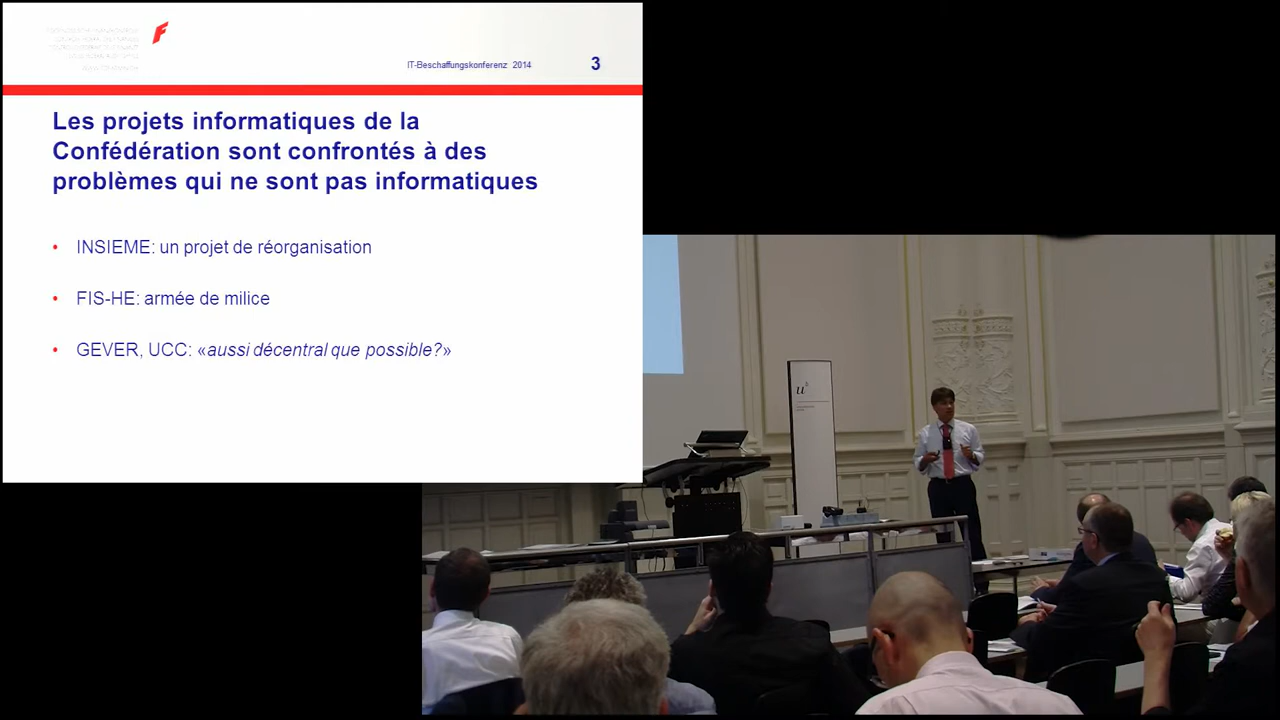 IT-Beschaffungskonferenz 2014
3
Les projets informatiques de la
Confédération sont confrontés à des
problèmes qui ne sont pas informatiques
• INSIEME: un projet de réorganisation
• FIS-HE: armée de milice
• GEVER, UCC: «aussi décentral que possible?»
u
b